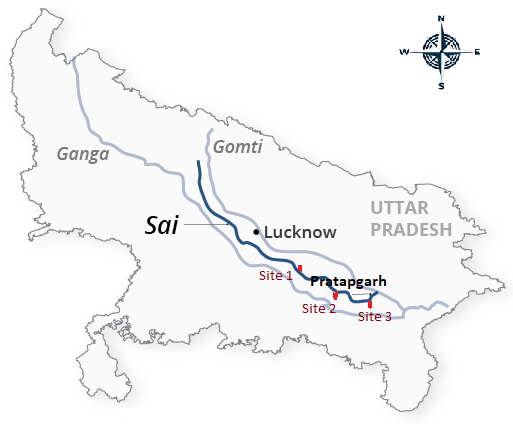 N
W E
S
Gomti
Ganga
UTTAR
PRADESH
Sai
Lucknow
Site 1
Pratapgarh
Site 2
Site 3